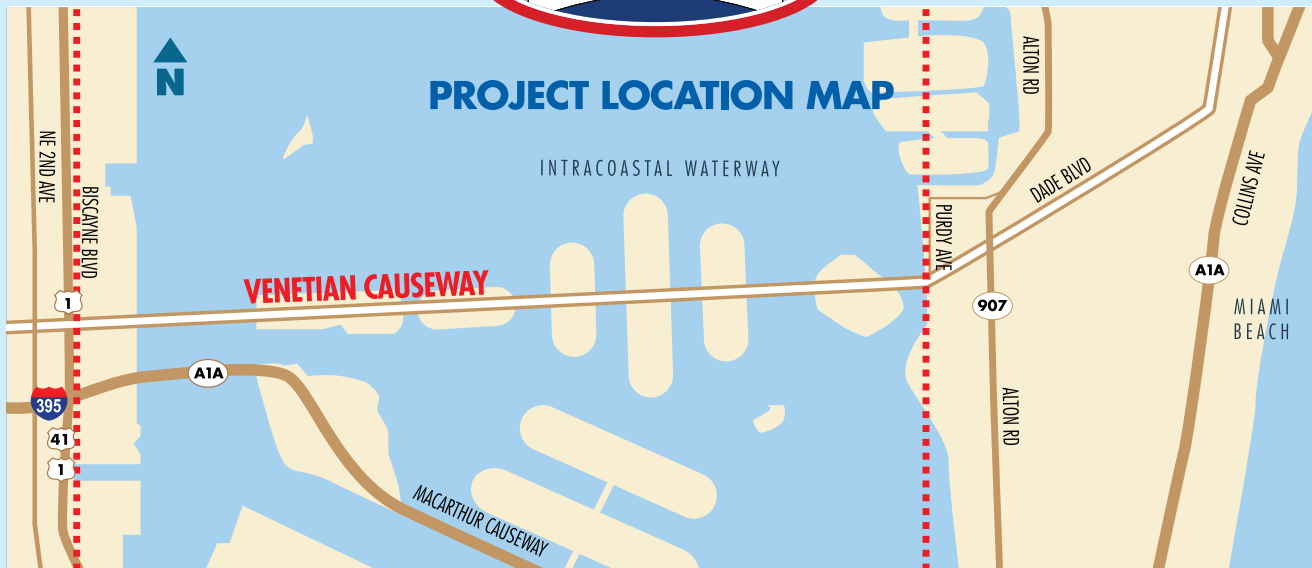 N
PROJECT LOCATION MAP
ALTON RD
INTRACOASTAL WATERWAY
NE 2ND AVE
BISCAYNE BLVD
DADE BLVD
COLLINS AVE
PURDY AVE
VENETIAN CAUSEWAY
1
A1A
907
MIAMI
BEACH
A1A
395
41
1
ALTON RD
MACARTHUR CAUSEWAY